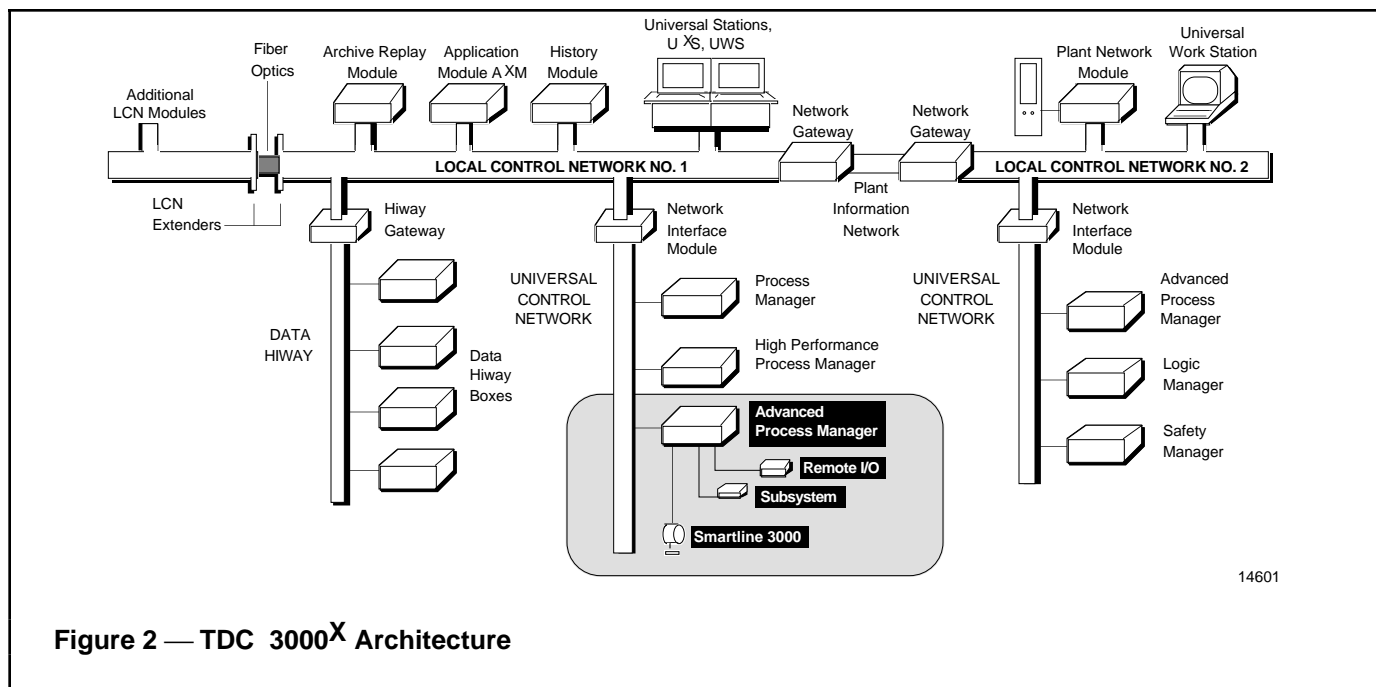 Universal Stations,
U XS, UWS
Fiber
Optics
Archive Replay
Module
Application
Module AXM
History
Module
Plant Network
Module
Universal
Work Station
Additional
LCN Modules
Network
Gateway
Network
Gateway
LOCAL CONTROL NETWORK NO. 1
LOCAL CONTROL NETWORK NO. 2
LCN
Extenders
Hiway
Gateway
Network
Interface
Module
Plant
Information
Network
Network
Interface
Module
UNIVERSAL
CONTROL
NETWORK
Process
Manager
UNIVERSAL
CONTROL
NETWORK
Advanced
Process
Manager
DATA
HIWAY
Data
Hiway
Boxes
High Performance
Process Manager
Logic
Manager
Advanced
Process Manager
Safety
Manager
Remote I/O
Subsystem
Smartline 3000
14601
Figure 2 — TDC 3000X Architecture